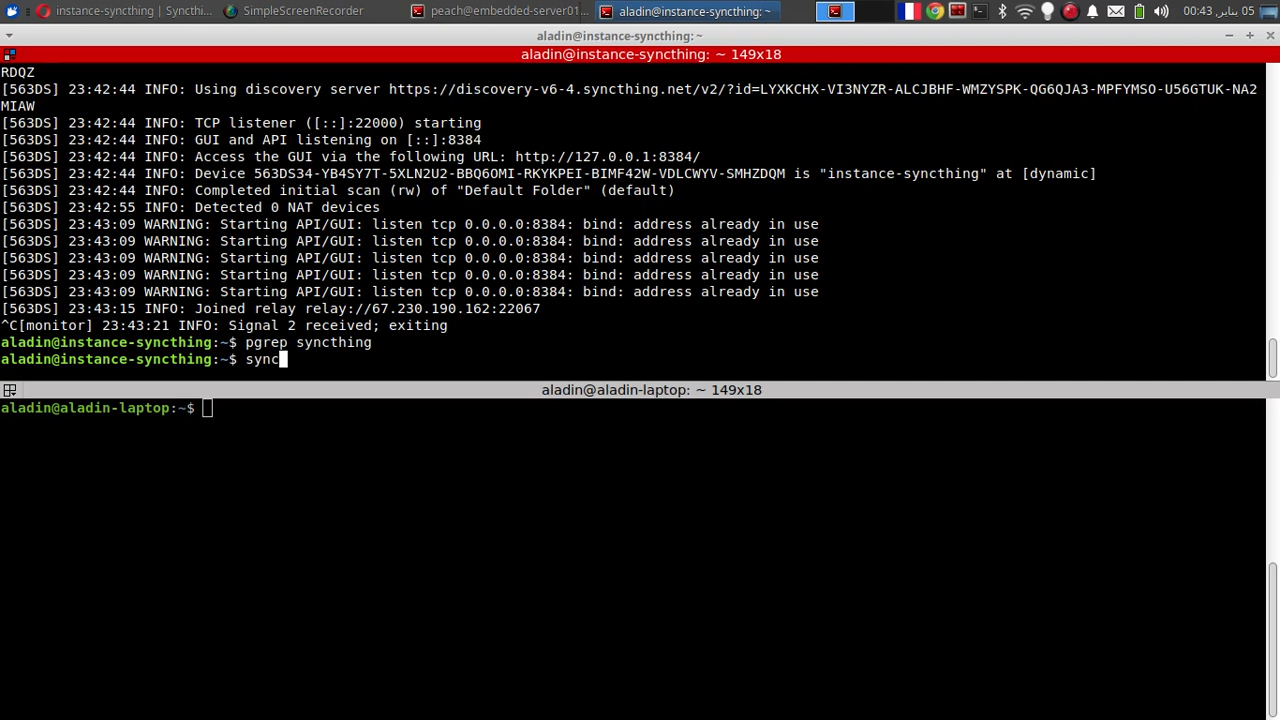 instance-syncthing | Syncthi...
SimpleScreenRecorder
peach@embedded-server01...
aladin@instance-syncthing: ~
05 يناير, 00:43
aladin@instance-syncthing:~
aladin@instance-syncthing: ~ 149x18
RDQZ
[563DS] 23:42:44 INFO: Using discovery server https://discovery-v6-4.syncthing.net/v2/?id=LYXKCHX-VI3NYZR-ALCJBHF-WMZYSPK-QG6QJA3-MPFYMSO-U56GTUK-NA2
MIAW
[563DS] 23:42:44 INFO: TCP listener ([::]:22000) starting
[563DS] 23:42:44 INFO: GUI and API listening on [::]:8384
[563DS] 23:42:44 INFO: Access the GUI via the following URL: http://127.0.0.1:8384/
[563DS] 23:42:44 INFO: Device 563DS34-YB4SY7T-5XLN2U2-BBQ6OMI-RKYKPEI-BIMF42W-VDLCWYV-SMHZDQM is "instance-syncthing" at [dynamic]
[563DS] 23:42:44 INFO: Completed initial scan (rw) of "Default Folder" (default)
[563DS] 23:42:55 INFO: Detected 0 NAT devices
[563DS] 23:43:09 WARNING: Starting API/GUI: listen tcp 0.0.0.0:8384: bind: address already in use
[563DS] 23:43:09 WARNING: Starting API/GUI: listen tcp 0.0.0.0:8384: bind: address already in use
[563DS] 23:43:09 WARNING: Starting API/GUI: listen tcp 0.0.0.0:8384: bind: address already in use
[563DS] 23:43:09 WARNING: Starting API/GUI: listen tcp 0.0.0.0:8384: bind: address already in use
[563DS] 23:43:09 WARNING: Starting API/GUI: listen tcp 0.0.0.0:8384: bind: address already in use
[563DS] 23:43:15 INFO: Joined relay relay://67.230.190.162:22067
^C[monitor] 23:43:21 INFO: Signal 2 received; exiting
aladin@instance-syncthing:~$ pgrep syncthing
aladin@instance-syncthing:~$ sync
aladin@aladin-laptop: ~ 149x18
aladin@aladin-laptop:~$